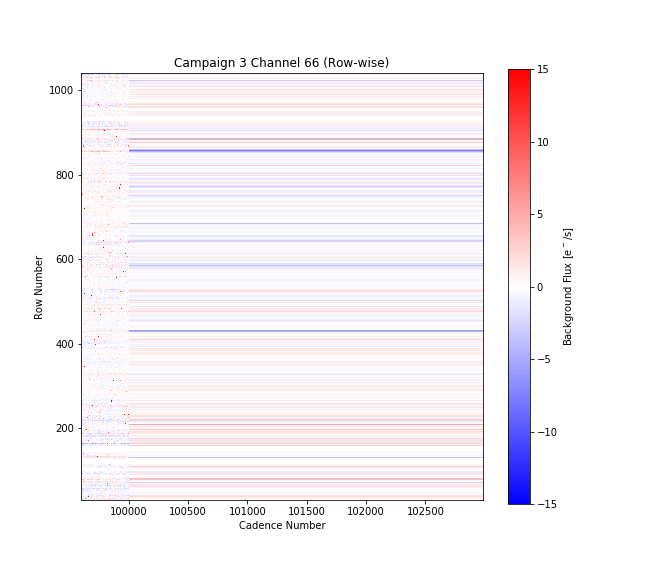 Campaign 3 Channel 66 (Row-wise)
1000
800
600
400
200
Row Number
100000 100500 101000 101500 102000 102500
Cadence Number
15
10
5
0
−5
−10
−15
Background Flux [e⁻/s]